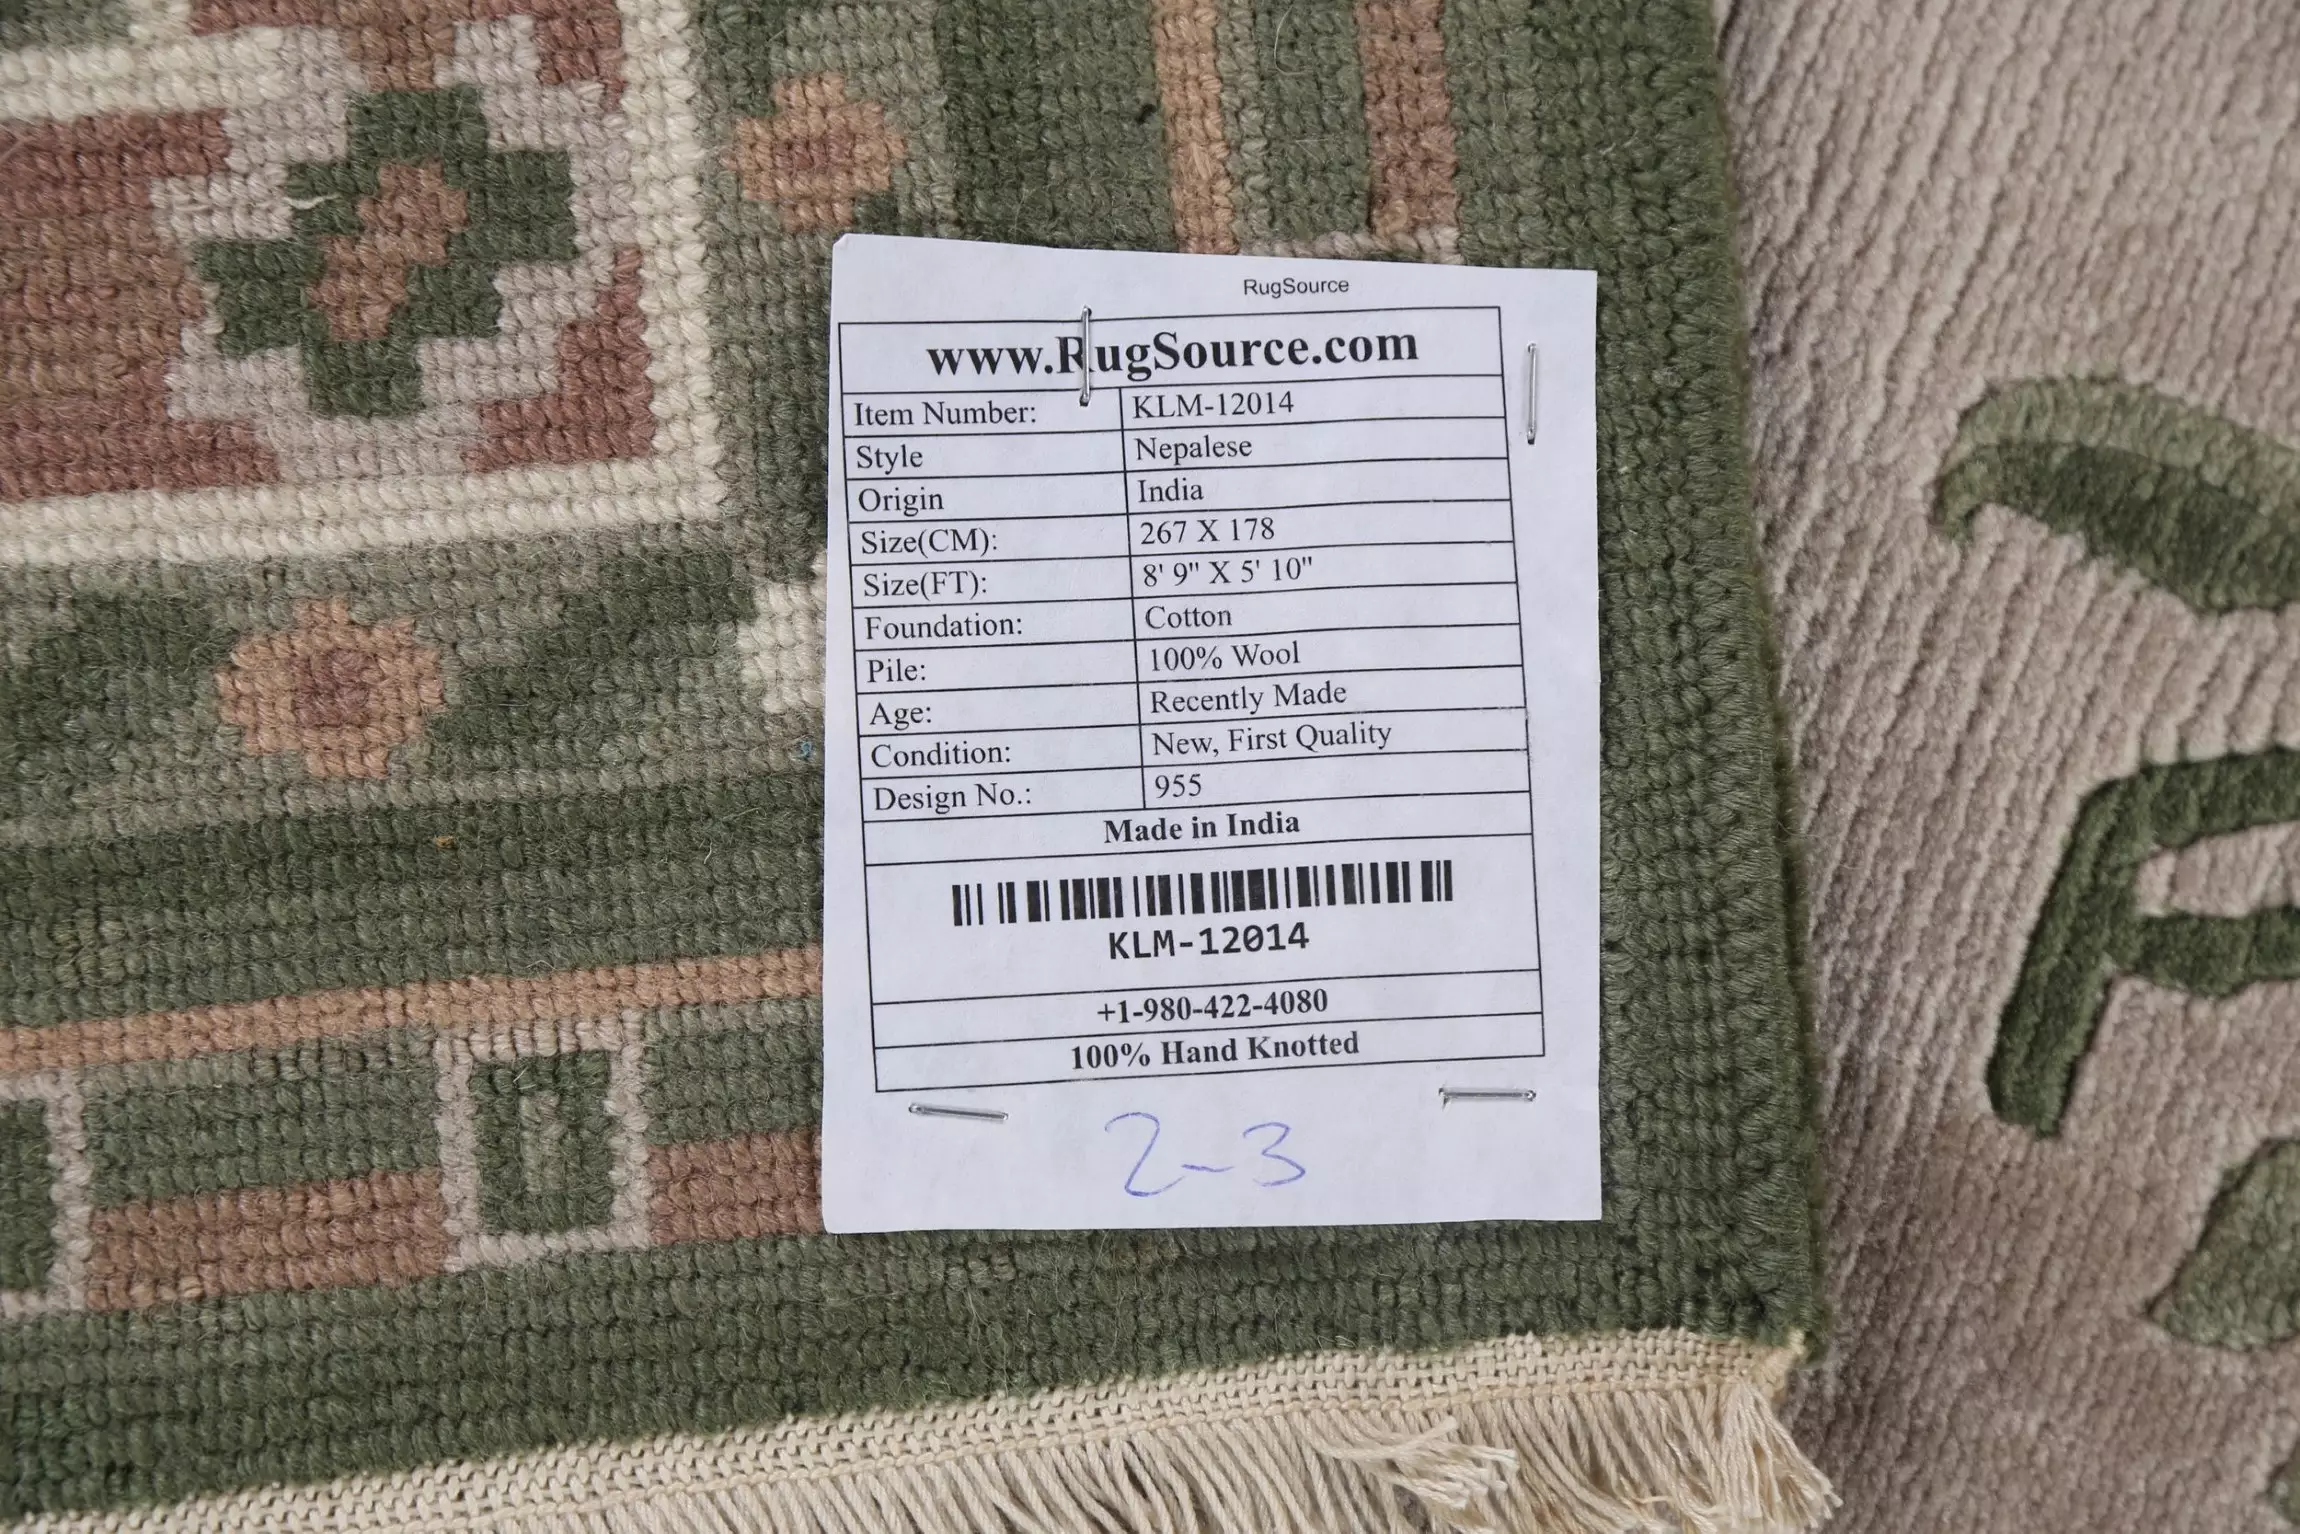 RugSource
www.RugSource.com
Item Number: KLM-12014
Style Nepalese
Origin India
Size(CM): 267 X 178
Size(FT): 8' 9" X 5' 10"
Foundation: Cotton
Pile: 100% Wool
Age: Recently Made
Condition: New, First Quality
Design No.: 955
Made in India
KLM-12014
+1-980-422-4080
100% Hand Knotted
2-3